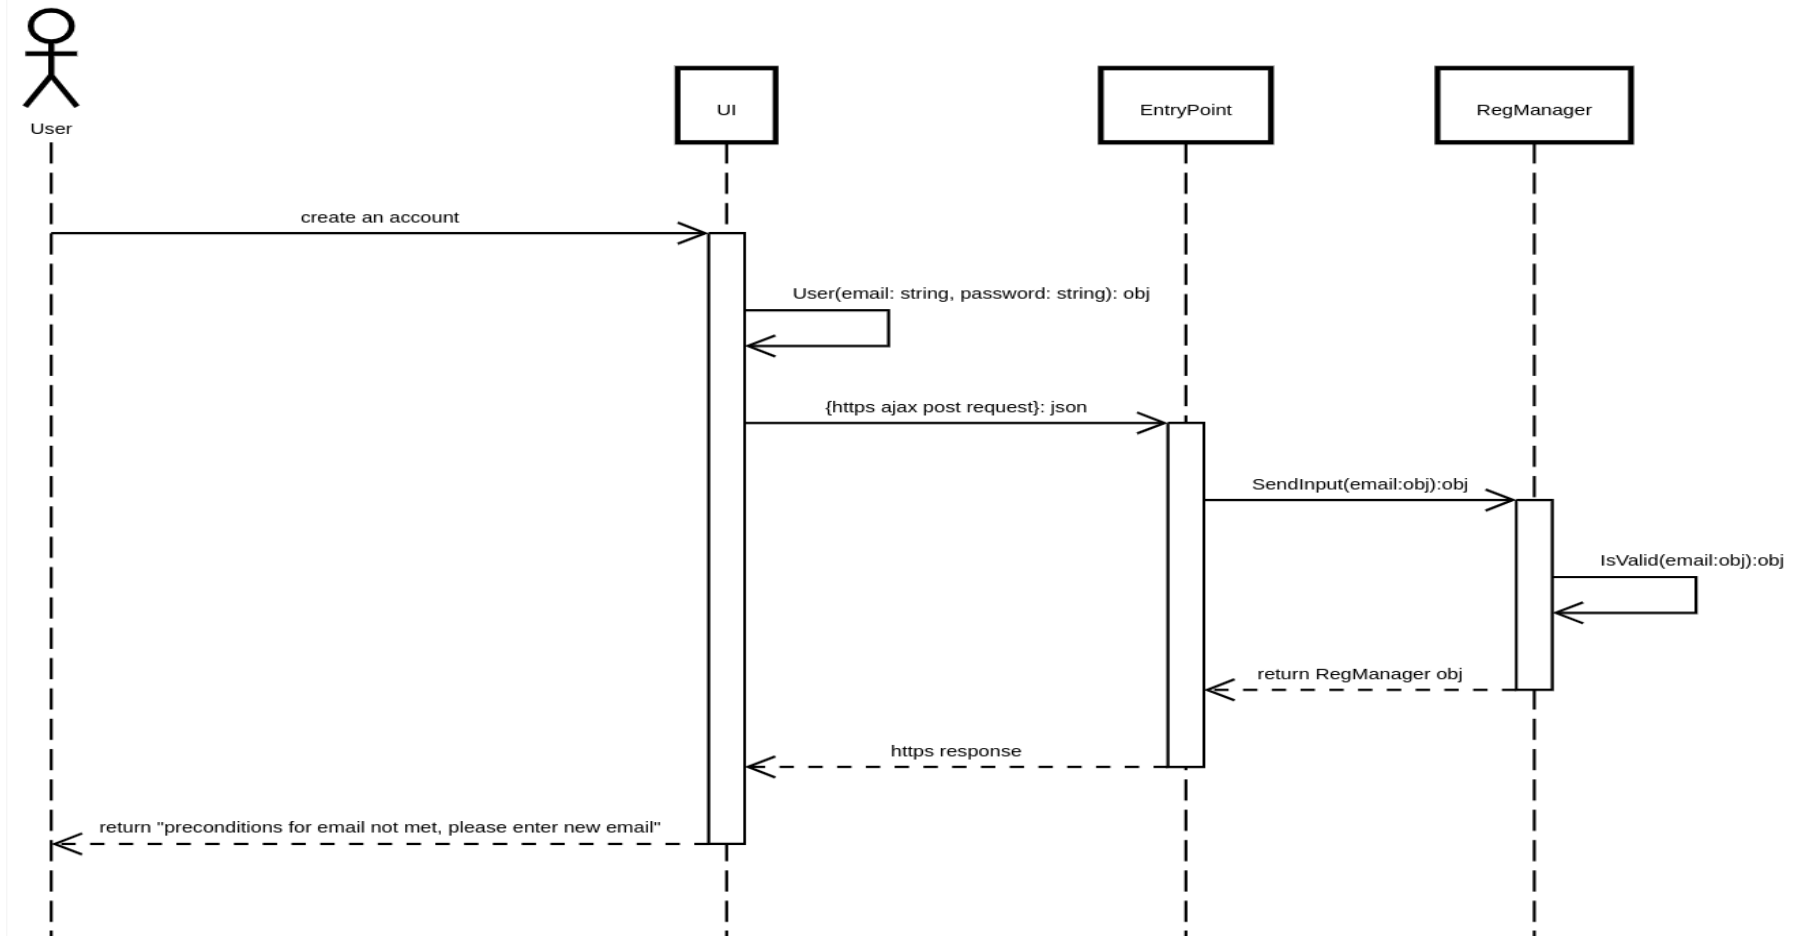 User
UI
EntryPoint
RegManager
create an account
User(email: string, password: string): obj
{https ajax post request}: json
SendInput(email:obj):obj
IsValid(email:obj):obj
return RegManager obj
https response
return "preconditions for email not met, please enter new email"